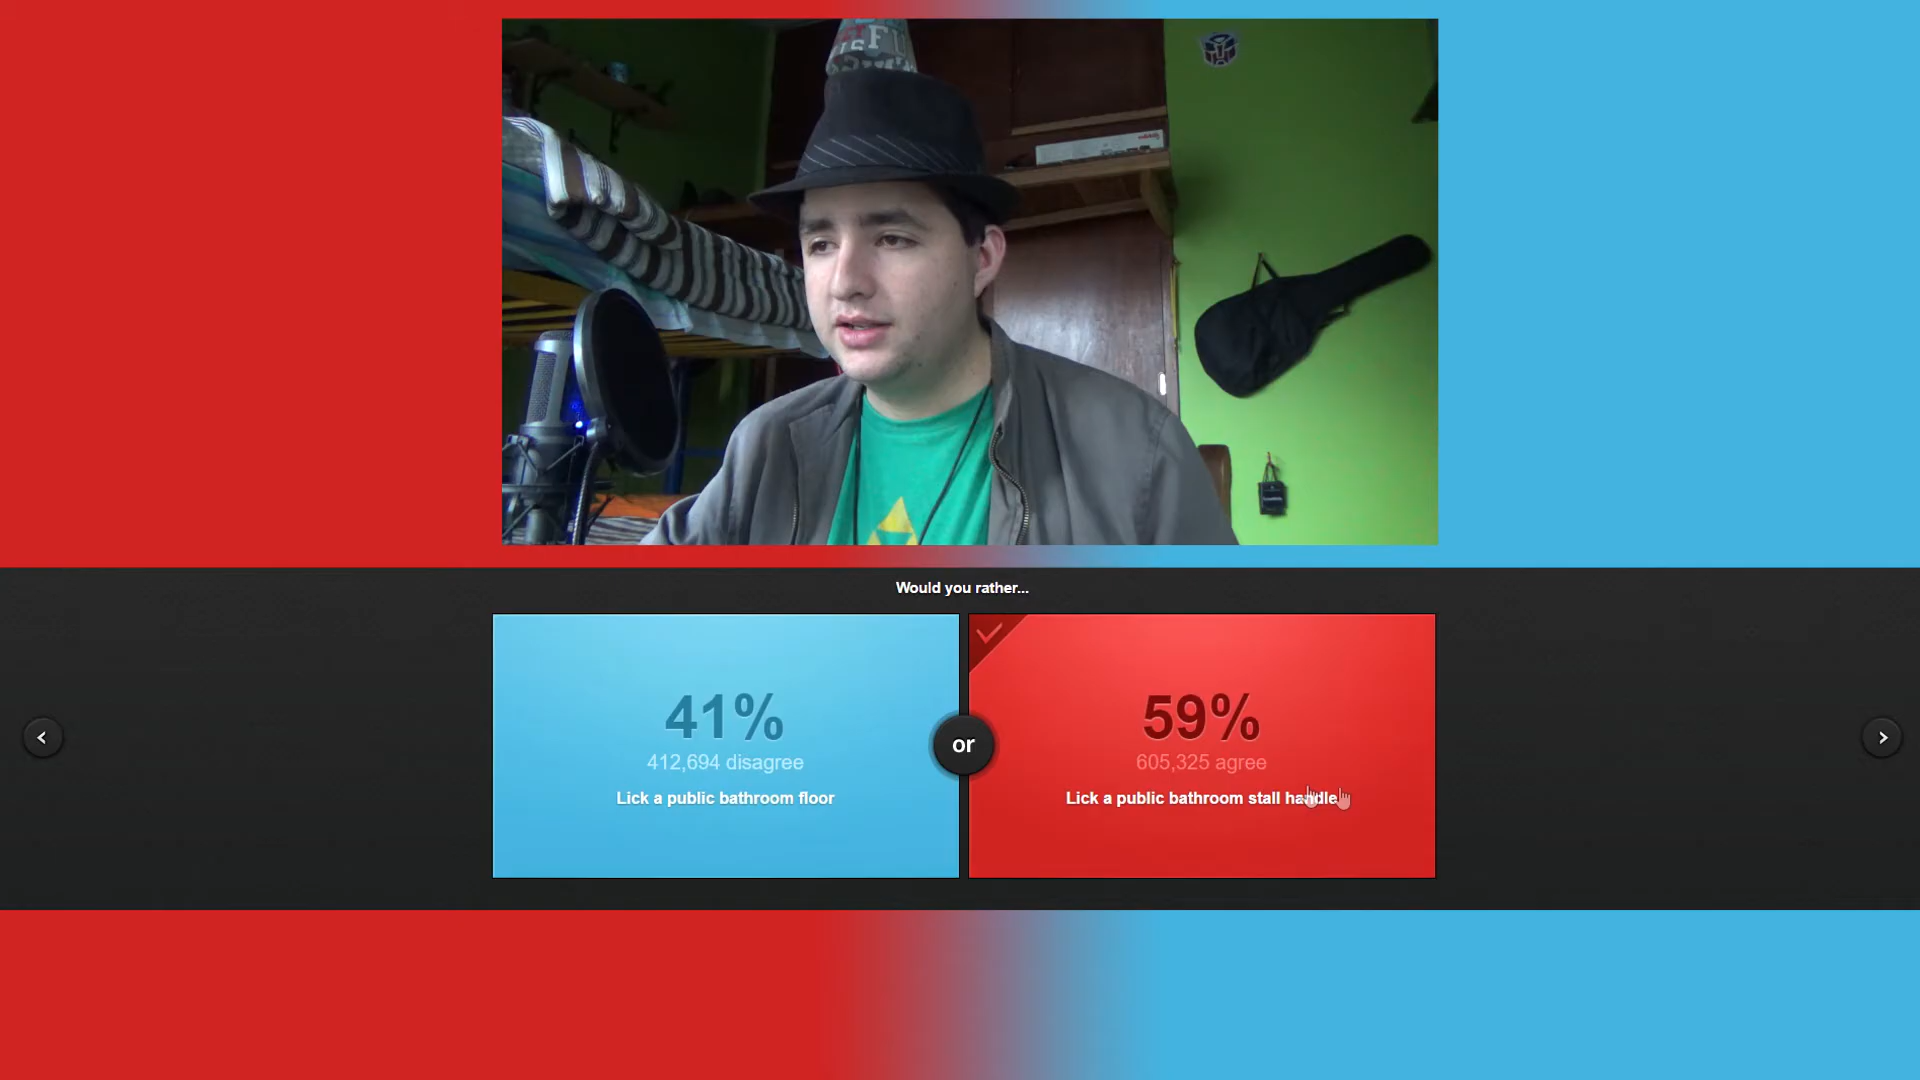 Would you rather...
41%
412,694 disagree
Lick a public bathroom floor
or
59%
605,325 agree
Lick a public bathroom stall handle